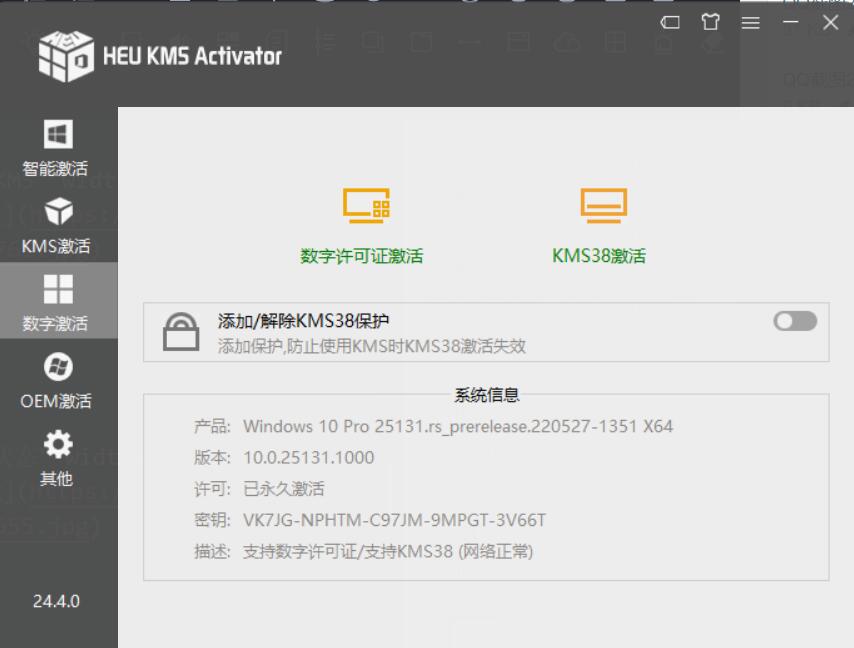 HEU KMS Activator
智能激活
KMS激活
数字激活
OEM激活
其他
24.4.0
数字许可证激活
KMS38激活
添加/解除KMS38保护
添加保护,防止使用KMS时KMS38激活失效
系统信息
产品: Windows 10 Pro 25131.rs_prerelease.220527-1351 X64
版本: 10.0.25131.1000
许可: 已永久激活
密钥: VK7JG-NPHTM-C97JM-9MPGT-3V66T
描述: 支持数字许可证/支持KMS38 (网络正常)